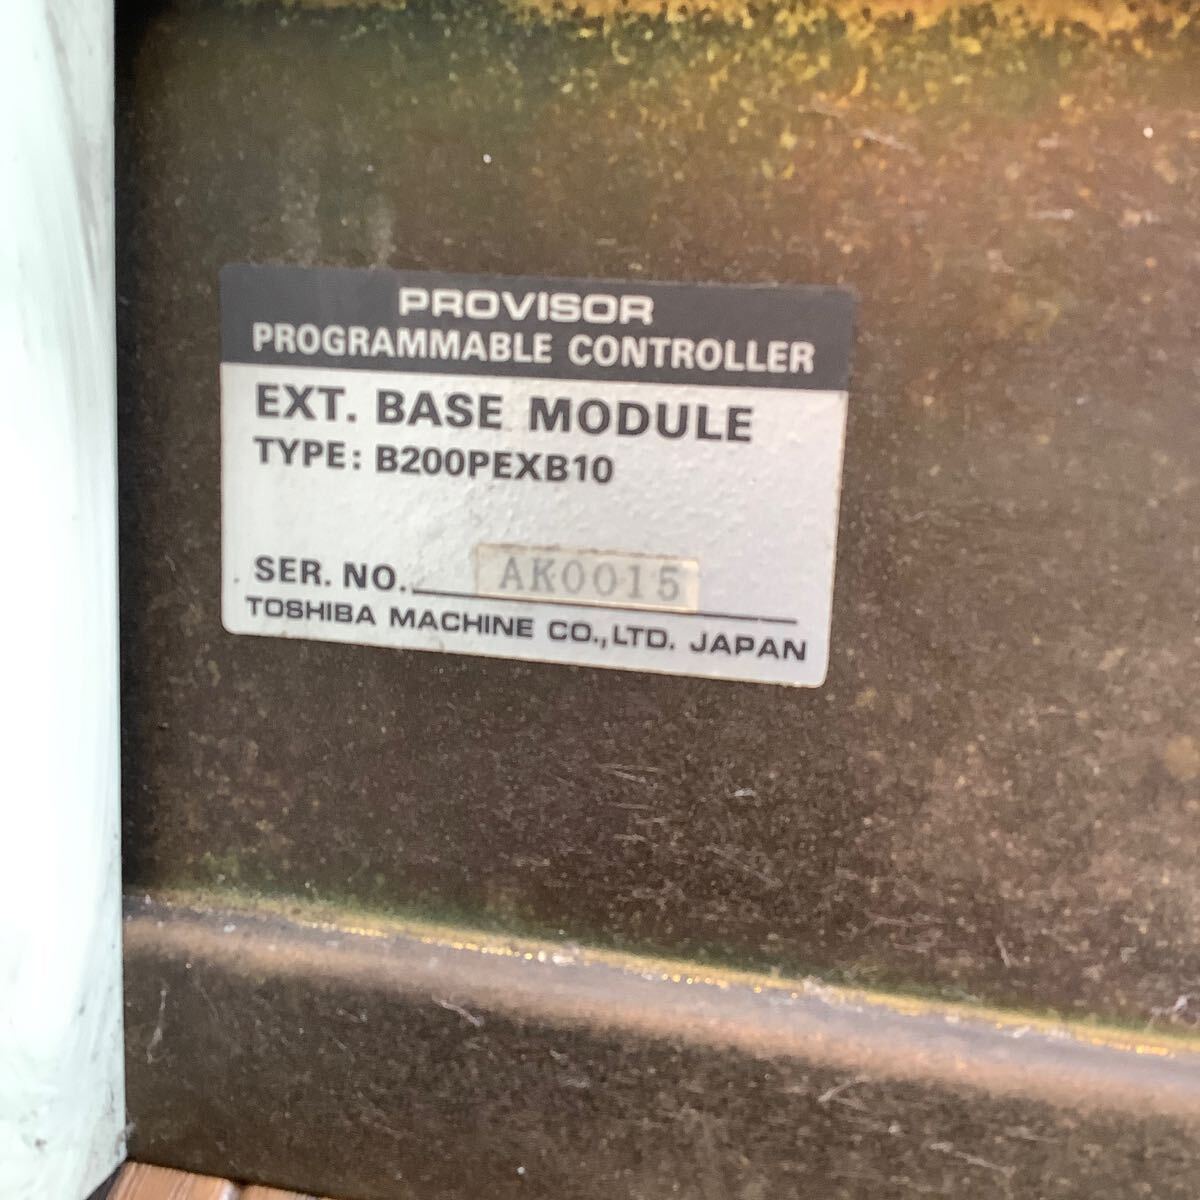 PROVISOR
PROGRAMMABLE CONTROLLER
EXT. BASE MODULE
TYPE: B200PEXB10
SER. NO. AK0015
TOSHIBA MACHINE CO.,LTD. JAPAN